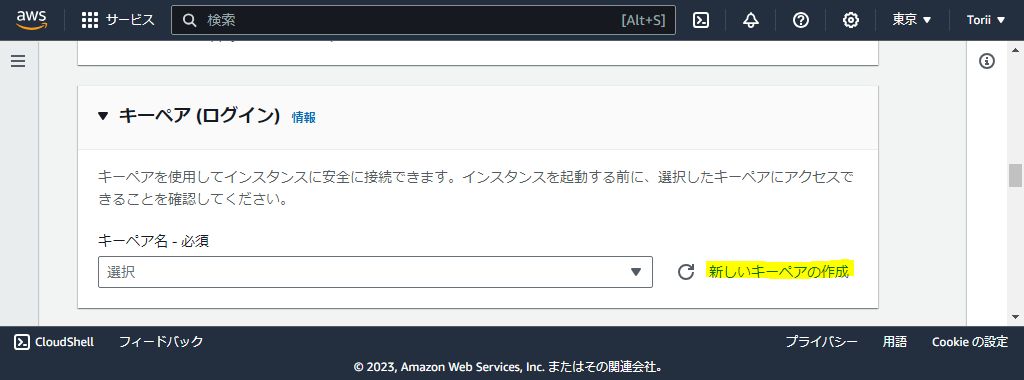 aws
サービス
検索
[Alt+S]
東京
Torii
キーペア (ログイン) 情報
キーペアを使用してインスタンスに安全に接続できます。インスタンスを起動する前に、選択したキーペアにアクセスで
きることを確認してください。
キーペア名 - 必須
選択
新しいキーペアの作成
CloudShell
フィードバック
プライバシー
用語
Cookie の設定
© 2023, Amazon Web Services, Inc. またはその関連会社。